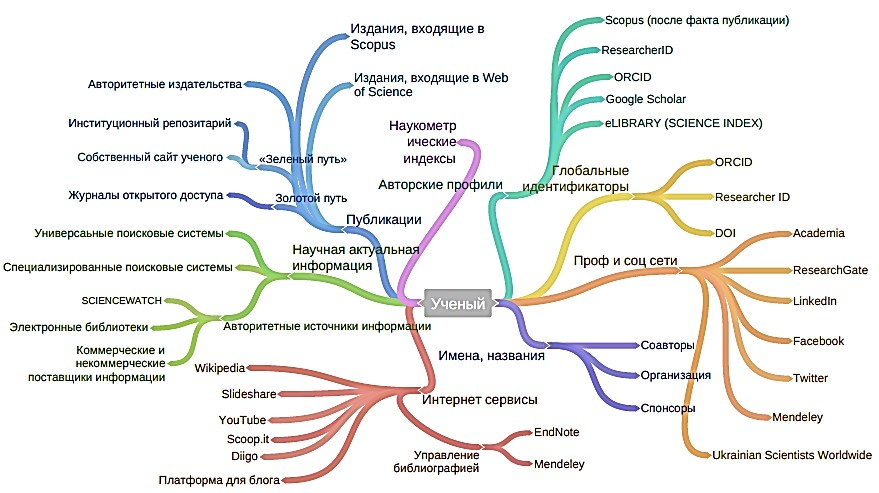 Издания, входящие в
Scopus
Издания, входящие в Web
of Science
Авторитетные издательства
Институционный репозитарий
Собственный сайт ученого
«Зеленый путь»
Журналы открытого доступа
Золотой путь
Публикации
Наукометр
ические
индексы
Универсаьные поисковые системы
Специализированные поисковые системы
Научная актуальная
информация
SCIENCEWATCH
Электронные библиотеки
Коммерческие и
некоммерческие
поставщики информации
Авторитетные источники информации
Wikipedia
Slideshare
YouTube
Scoop.it
Diigo
Платформа для блога
Интернет сервисы
Управление
библиографией
EndNote
Mendeley
Ученый
Scopus (после факта публикации)
ResearcherID
ORCID
Google Scholar
eLIBRARY (SCIENCE INDEX)
Авторские профили
Глобальные
идентификаторы
ORCID
Researcher ID
DOI
Проф и соц сети
Academia
ResearchGate
LinkedIn
Facebook
Twitter
Mendeley
Ukrainian Scientists Worldwide
Имена, названия
Соавторы
Организация
Спонсоры